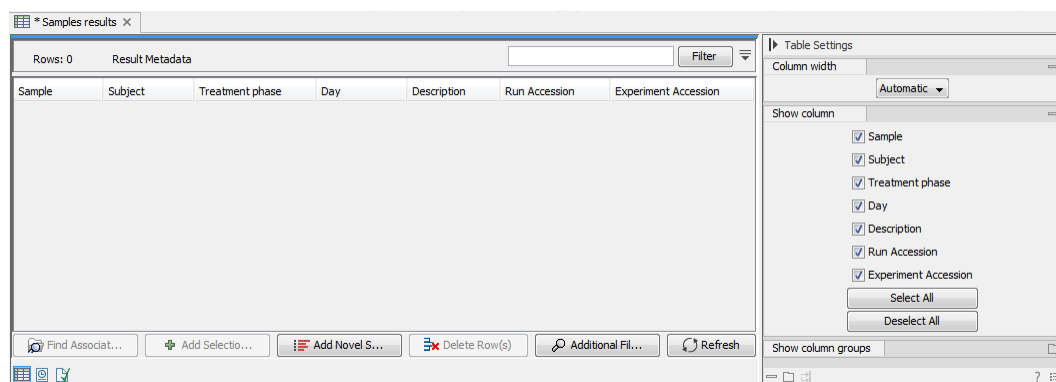 * Samples results
Rows: 0 Result Metadata Filter
Sample Subject Treatment phase Day Description Run Accession Experiment Accession
Find Associat... Add Selectio... Add Novel S... Delete Row(s) Additional Fil... Refresh
Table Settings
Column width
Automatic
Show column
Sample
Subject
Treatment phase
Day
Description
Run Accession
Experiment Accession
Select All
Deselect All
Show column groups
?